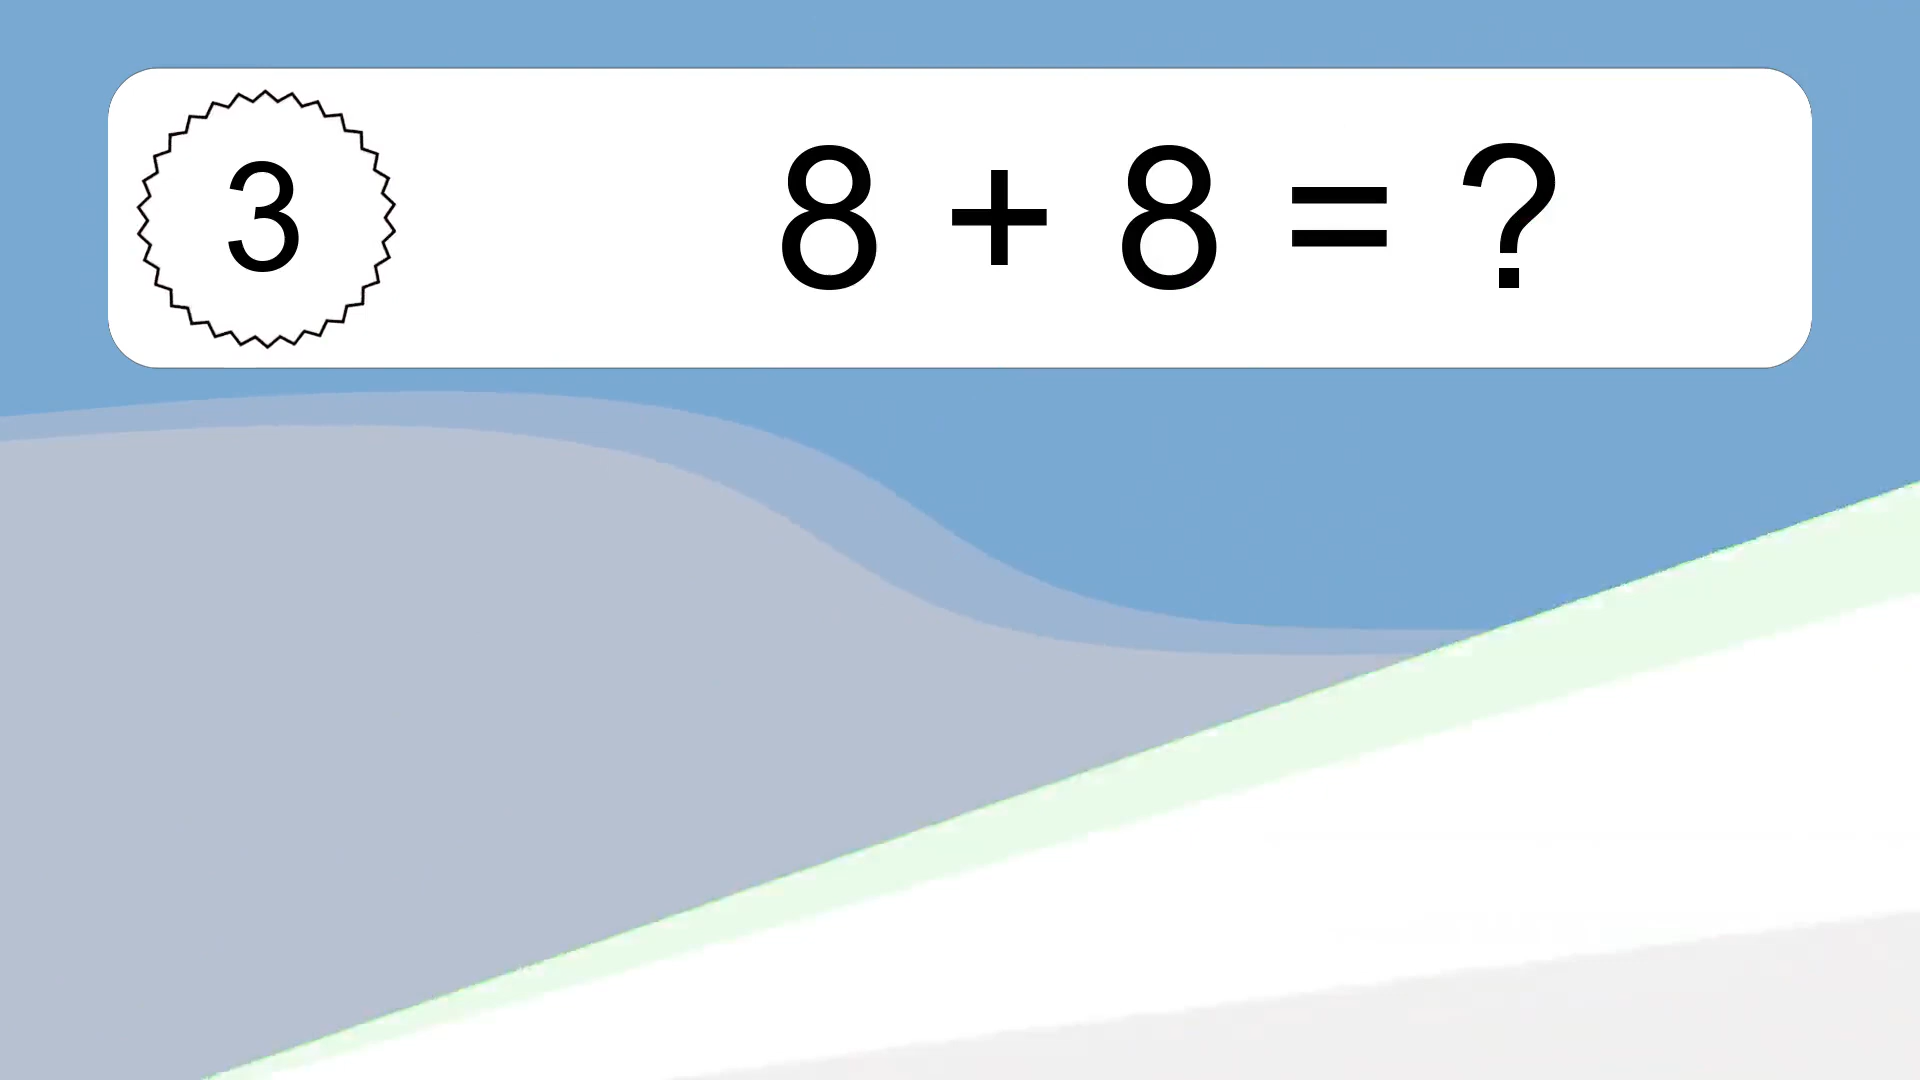 3
8 + 8 = ?